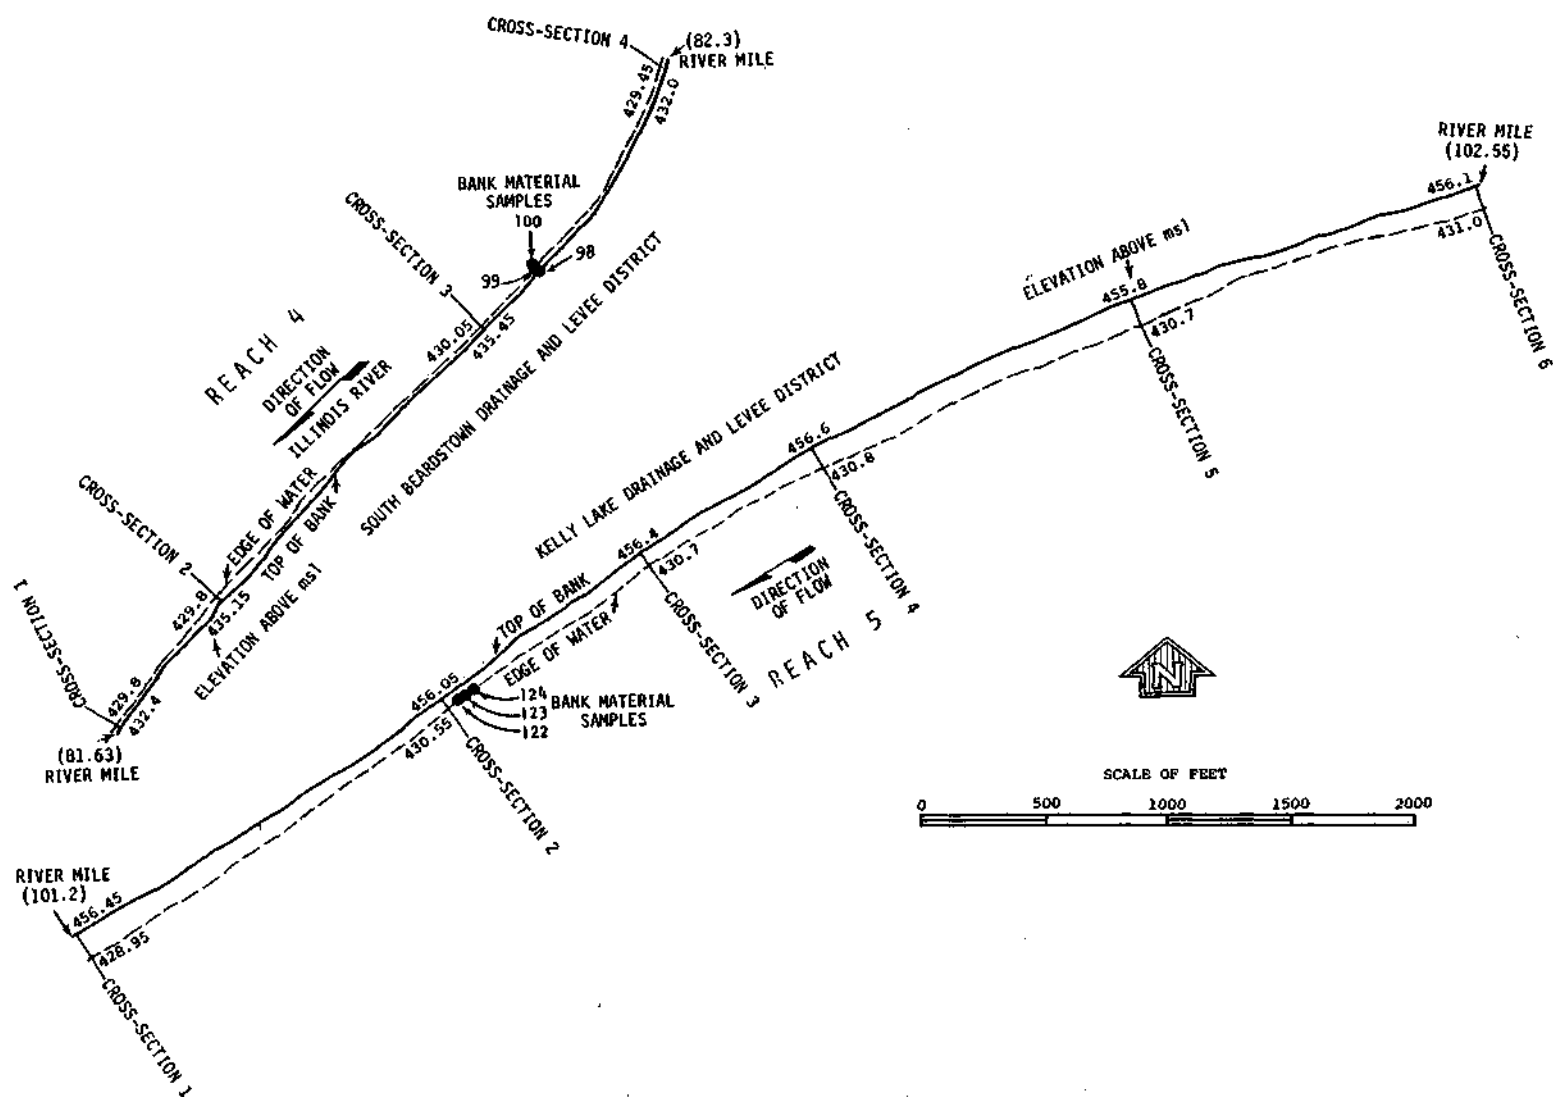 CROSS-SECTION 4
(82.3)
RIVER MILE
429.45
432.0
BANK MATERIAL
SAMPLES
100
99
98
CROSS-SECTION 3
430.05
435.45
REACH 4
DIRECTION
OF FLOW
ILLINOIS RIVER
SOUTH BEARDSTOWN DRAINAGE AND LEVEE DISTRICT
CROSS-SECTION 2
EDGE OF WATER
TOP OF BANK
429.8
435.15
ELEVATION ABOVE msl
CROSS-SECTION 1
429.8
432.4
(81.63)
RIVER MILE
RIVER MILE
(102.55)
456.1
431.0
CROSS-SECTION 6
ELEVATION ABOVE msl
455.8
430.7
CROSS-SECTION 5
KELLY LAKE DRAINAGE AND LEVEE DISTRICT
456.6
430.8
CROSS-SECTION 4
456.4
430.7
CROSS-SECTION 3
DIRECTION
OF FLOW
REACH 5
TOP OF BANK
EDGE OF WATER
456.05
430.55
124
123
122
BANK MATERIAL
SAMPLES
CROSS-SECTION 2
RIVER MILE
(101.2)
456.45
428.95
CROSS-SECTION 1
N
SCALE OF FEET
0 500 1000 1500 2000